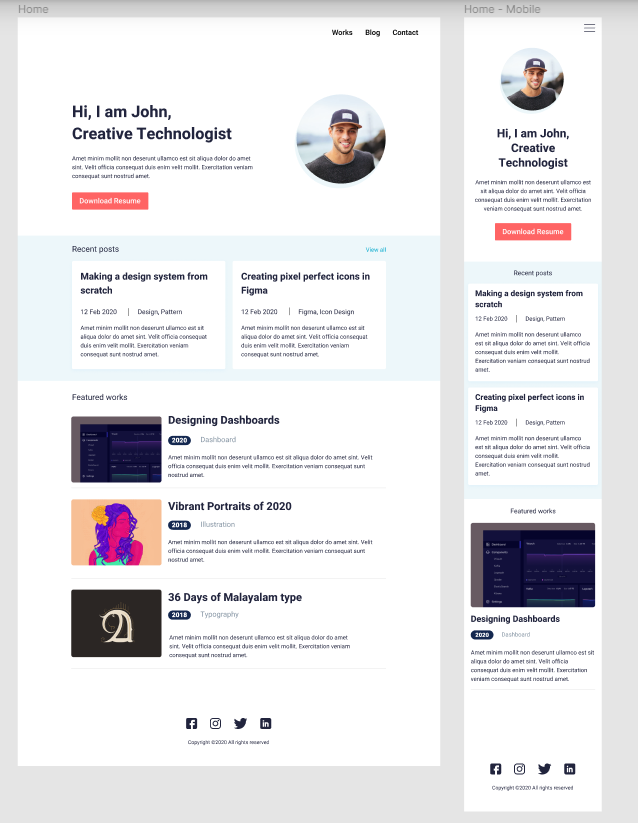 Home
Works Blog Contact
Hi, I am John,
Creative Technologist
Amet minim mollit non deserunt ullamco est sit aliqua dolor do amet
sint. Velit officia consequat duis enim velit mollit. Exercitation veniam
consequat sunt nostrud amet.
Download Resume
Recent posts
View all
Making a design system from
scratch
12 Feb 2020 | Design, Pattern
Amet minim mollit non deserunt ullamco est sit
aliqua dolor do amet sint. Velit officia consequat
duis enim velit mollit. Exercitation veniam
consequat sunt nostrud amet.
Creating pixel perfect icons in
Figma
12 Feb 2020 | Figma, Icon Design
Amet minim mollit non deserunt ullamco est sit
aliqua dolor do amet sint. Velit officia consequat
duis enim velit mollit. Exercitation veniam
consequat sunt nostrud amet.
Featured works
Designing Dashboards
2020 Dashboard
Amet minim mollit non deserunt ullamco est sit aliqua dolor do amet sint. Velit
officia consequat duis enim velit mollit. Exercitation veniam consequat sunt
nostrud amet.
Vibrant Portraits of 2020
2018 Illustration
Amet minim mollit non deserunt ullamco est sit aliqua dolor do amet sint. Velit
officia consequat duis enim velit mollit. Exercitation veniam consequat sunt
nostrud amet.
36 Days of Malayalam type
2018 Typography
Amet minim mollit non deserunt ullamco est sit aliqua dolor do amet
sint. Velit officia consequat duis enim velit mollit. Exercitation veniam
consequat sunt nostrud amet.
Copyright ©2020 All rights reserved
Home - Mobile
Hi, I am John,
Creative
Technologist
Amet minim mollit non deserunt ullamco est
sit aliqua dolor do amet sint. Velit officia
consequat duis enim velit mollit. Exercitation
veniam consequat sunt nostrud amet.
Download Resume
Recent posts
Making a design system from
scratch
12 Feb 2020 | Design, Pattern
Amet minim mollit non deserunt ullamco
est sit aliqua dolor do amet sint. Velit officia
consequat duis enim velit mollit.
Exercitation veniam consequat sunt nostrud
amet.
Creating pixel perfect icons in
Figma
12 Feb 2020 | Design, Pattern
Amet minim mollit non deserunt ullamco
est sit aliqua dolor do amet sint. Velit officia
consequat duis enim velit mollit.
Exercitation veniam consequat sunt nostrud
amet.
Featured works
Dashboard
Components
Designing Dashboards
2020 Dashboard
Amet minim mollit non deserunt ullamco est sit
aliqua dolor do amet sint. Velit officia consequat
duis enim velit mollit. Exercitation veniam
consequat sunt nostrud amet.
Copyright ©2020 All rights reserved